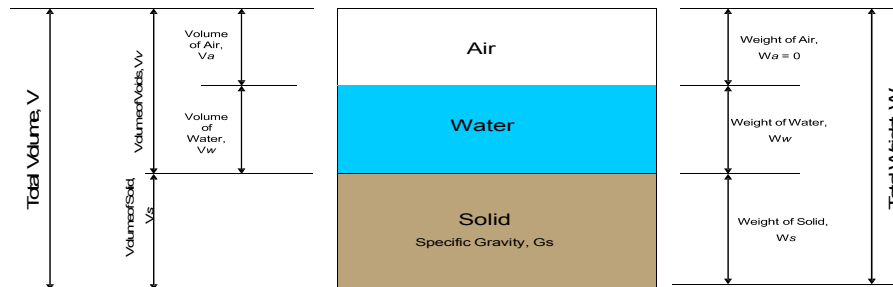 Total Volume, V
Volume of Voids, Vv
Volume of Solid,
Vs
Volume
of Air,
Va
Volume
of
Water,
Vw
Air
Water
Solid
Specific Gravity, Gs
Weight of Air,
Wa = 0
Weight of Water,
Ww
Weight of Solid,
Ws